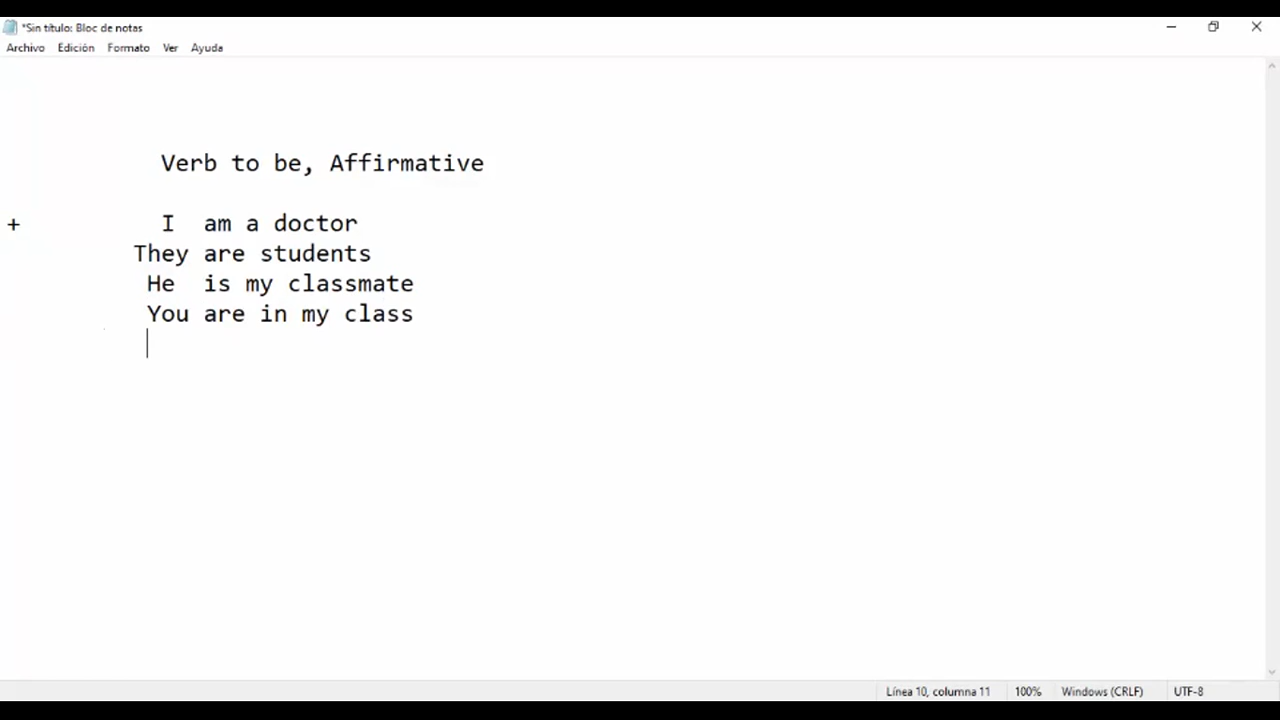 *Sin título: Bloc de notas
Archivo Edición Formato Ver Ayuda
Verb to be, Affirmative
+ I am a doctor
They are students
He is my classmate
You are in my class
Línea 10, columna 11 100% Windows (CRLF) UTF-8